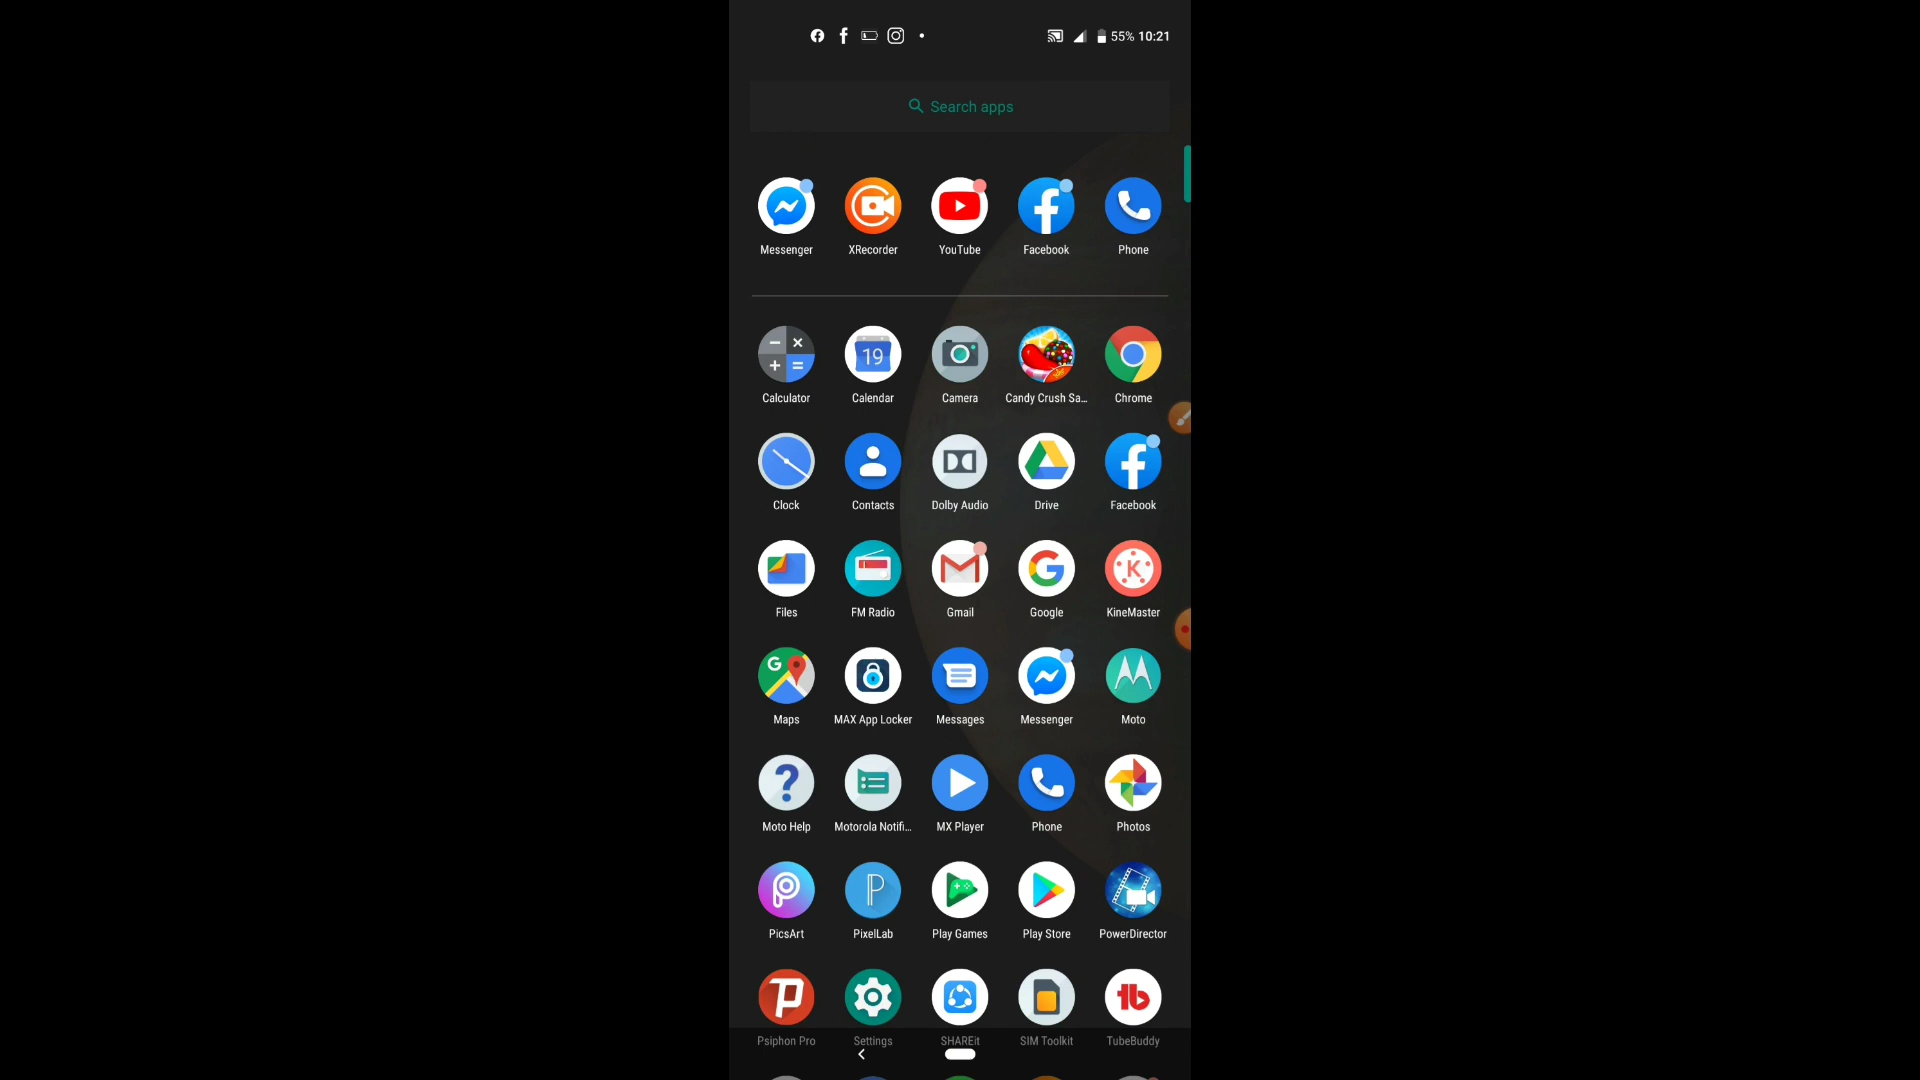 55% 10:21
Search apps
Messenger XRecorder YouTube Facebook Phone
19
Calculator Calendar Camera Candy Crush Sa... Chrome
Clock Contacts Dolby Audio Drive Facebook
Files FM Radio Gmail Google KineMaster
Maps MAX App Locker Messages Messenger Moto
Moto Help Motorola Notifi... MX Player Phone Photos
PicsArt PixelLab Play Games Play Store PowerDirector
Psiphon Pro Settings SHAREit SIM Toolkit TubeBuddy